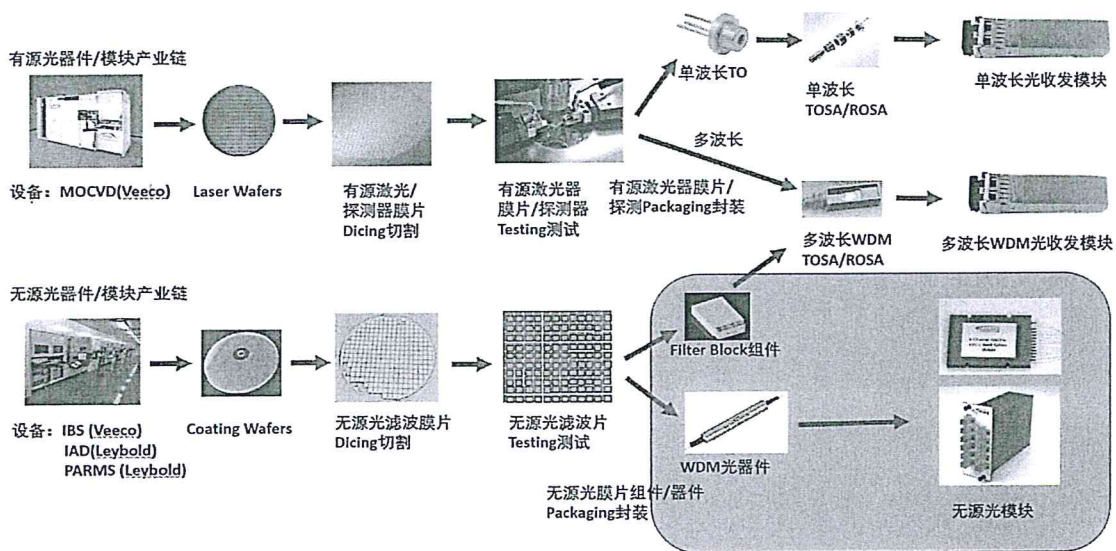 有源光器件/模块产业链
设备：MOCVD(Veeco)
Laser Wafers
有源激光/
探测器膜片
Dicing切割
有源激光器
膜片/探测器
Testing测试
有源激光器膜片/
探测Packaging封装
单波长TO
单波长
TOSA/ROSA
单波长光收发模块
多波长
多波长WDM
TOSA/ROSA
多波长WDM光收发模块
无源光器件/模块产业链
设备：IBS (Veeco)
IAD(Leybold)
PARMS (Leybold)
Coating Wafers
无源光滤波膜片
Dicing切割
无源光滤波片
Testing测试
无源光膜片组件/器件
Packaging封装
Filter Block组件
WDM光器件
无源光模块